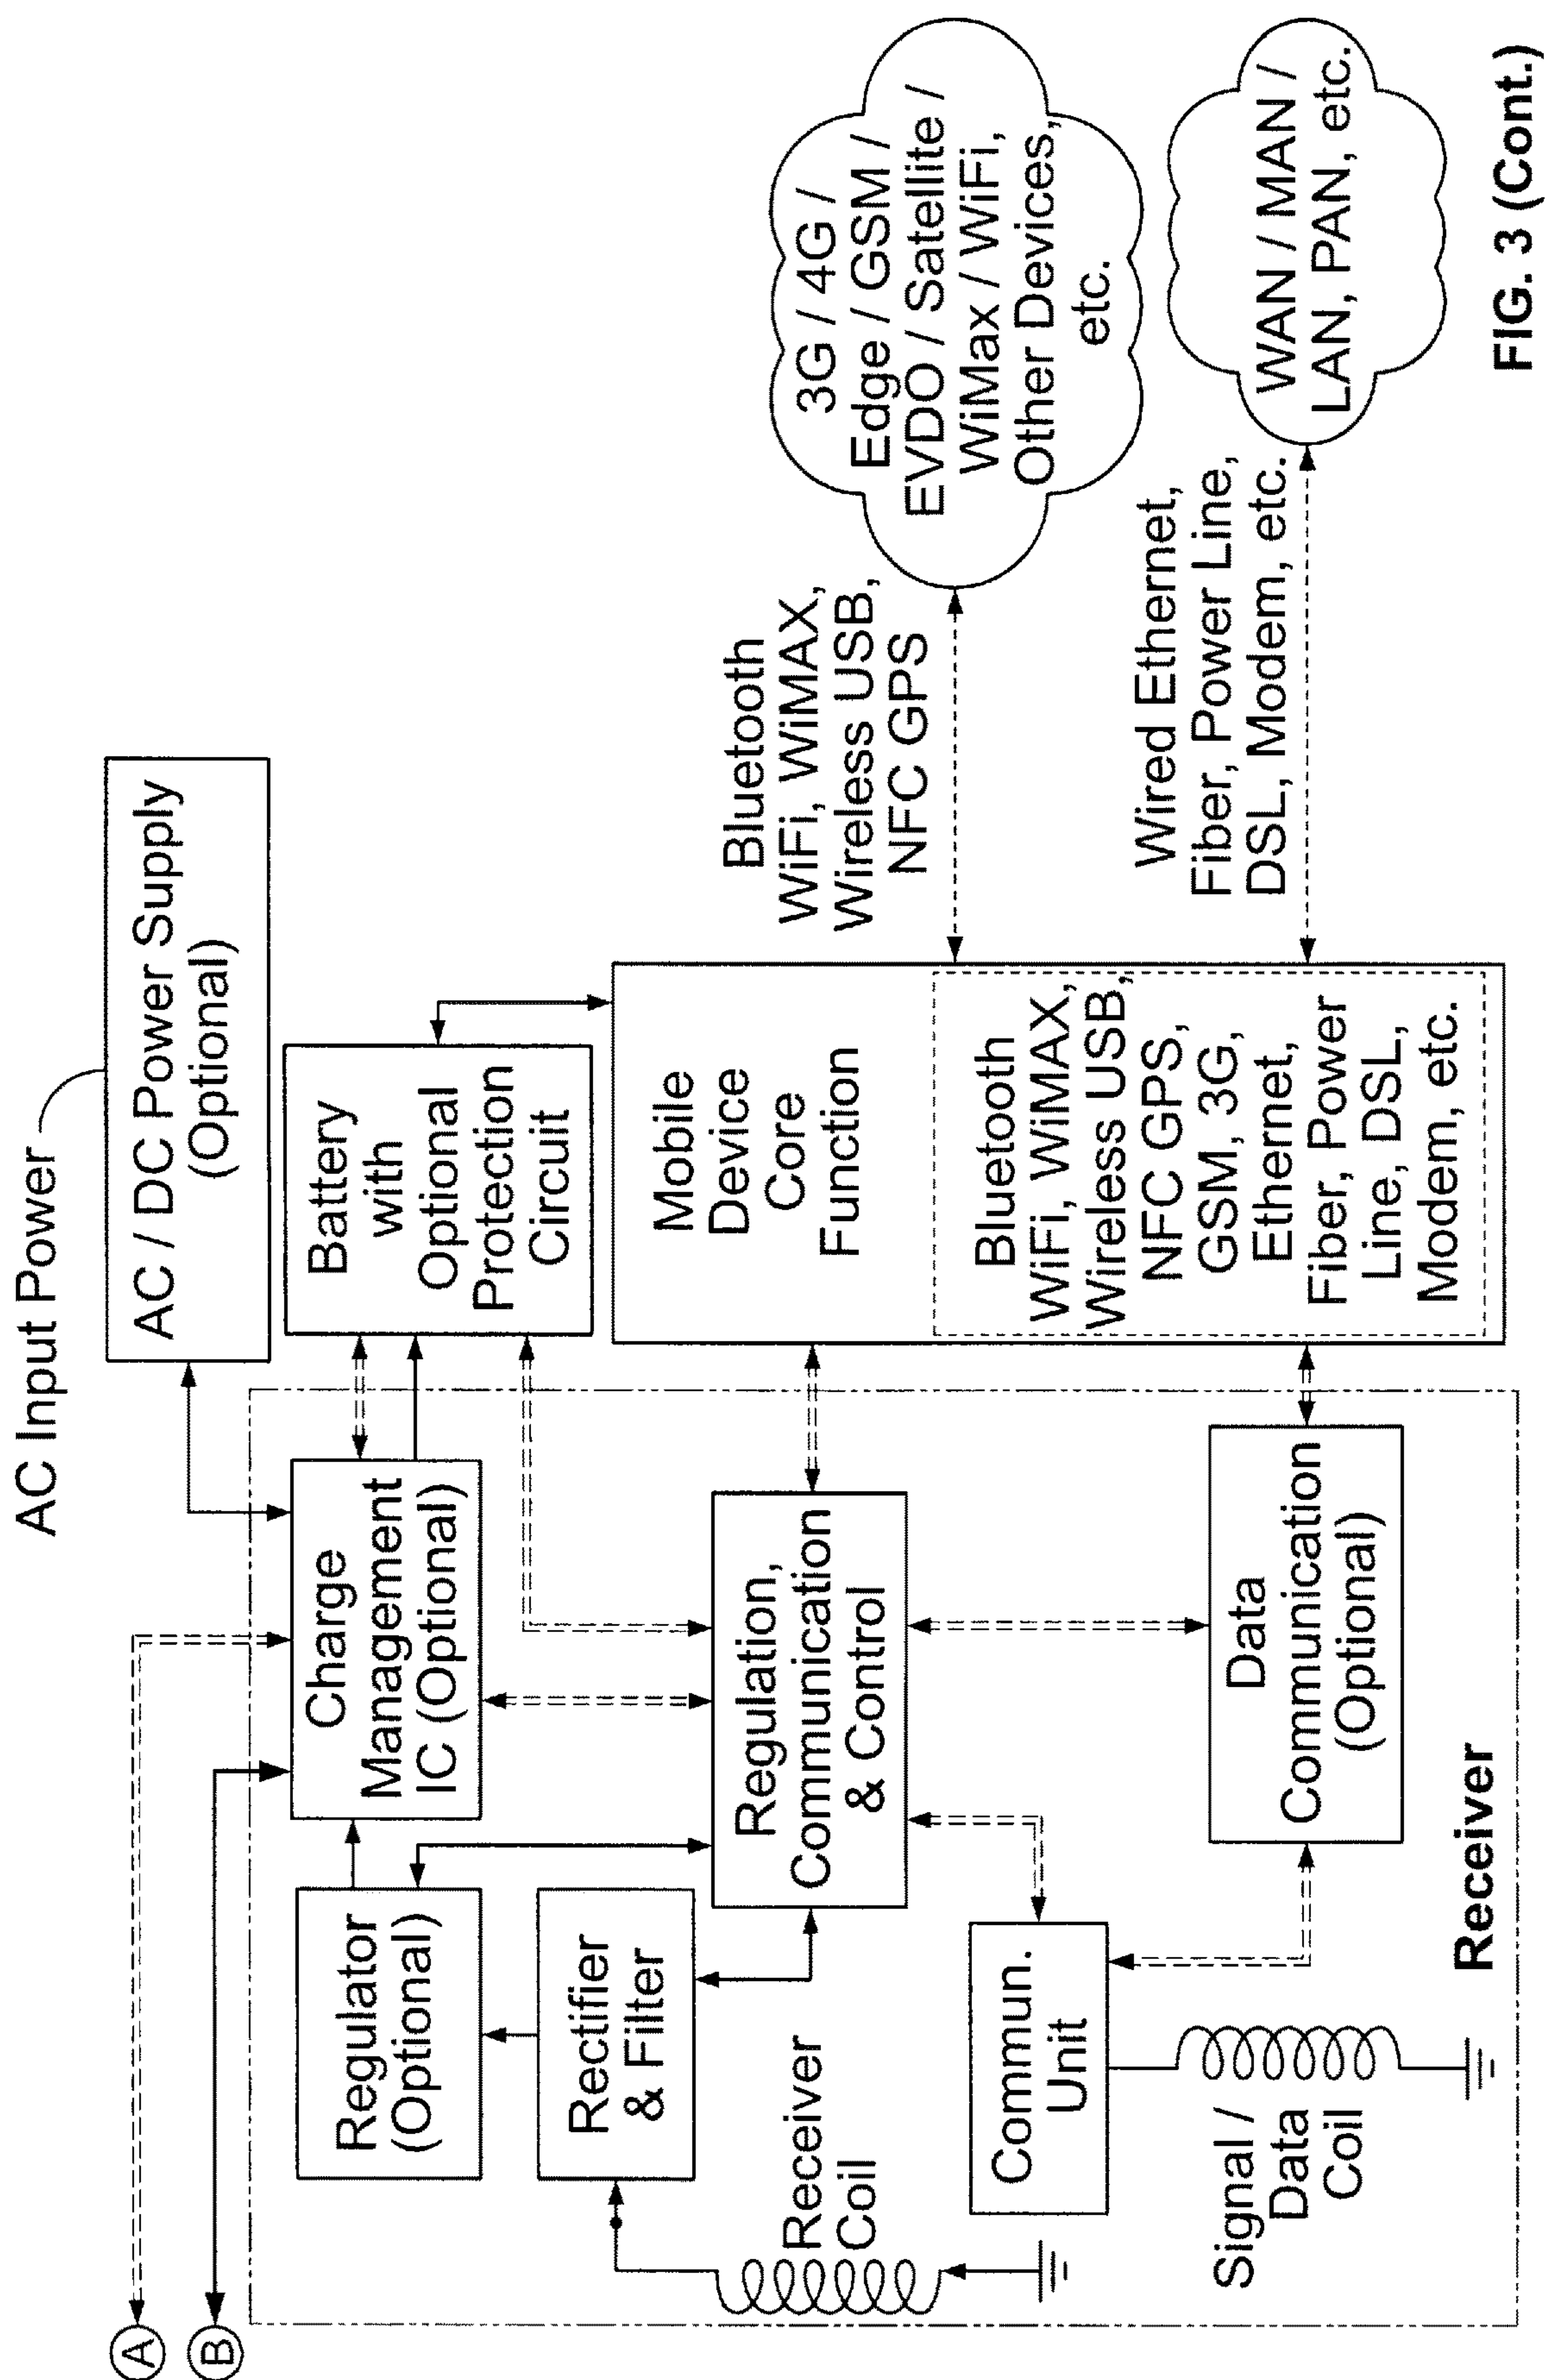 AC Input Power
AC / DC Power Supply
(Optional)
A
B
Charge
Management
IC (Optional)
Battery
with
Optional
Protection
Circuit
Regulator
(Optional)
Rectifier
& Filter
Receiver
Coil
Regulation,
Communication
& Control
Mobile
Device
Core
Function
Bluetooth
WiFi, WiMAX,
Wireless USB,
NFC GPS
3G / 4G /
Edge / GSM /
EVDO / Satellite /
WiMax / WiFi,
Other Devices,
etc.
Commun.
Unit
Signal /
Data
Coil
Data
Communication
(Optional)
Bluetooth
WiFi, WiMAX,
Wireless USB,
NFC GPS,
GSM, 3G,
Ethernet,
Fiber, Power
Line, DSL,
Modem, etc.
Wired Ethernet,
Fiber, Power Line,
DSL, Modem, etc.
WAN / MAN /
LAN, PAN, etc.
Receiver
FIG. 3 (Cont.)